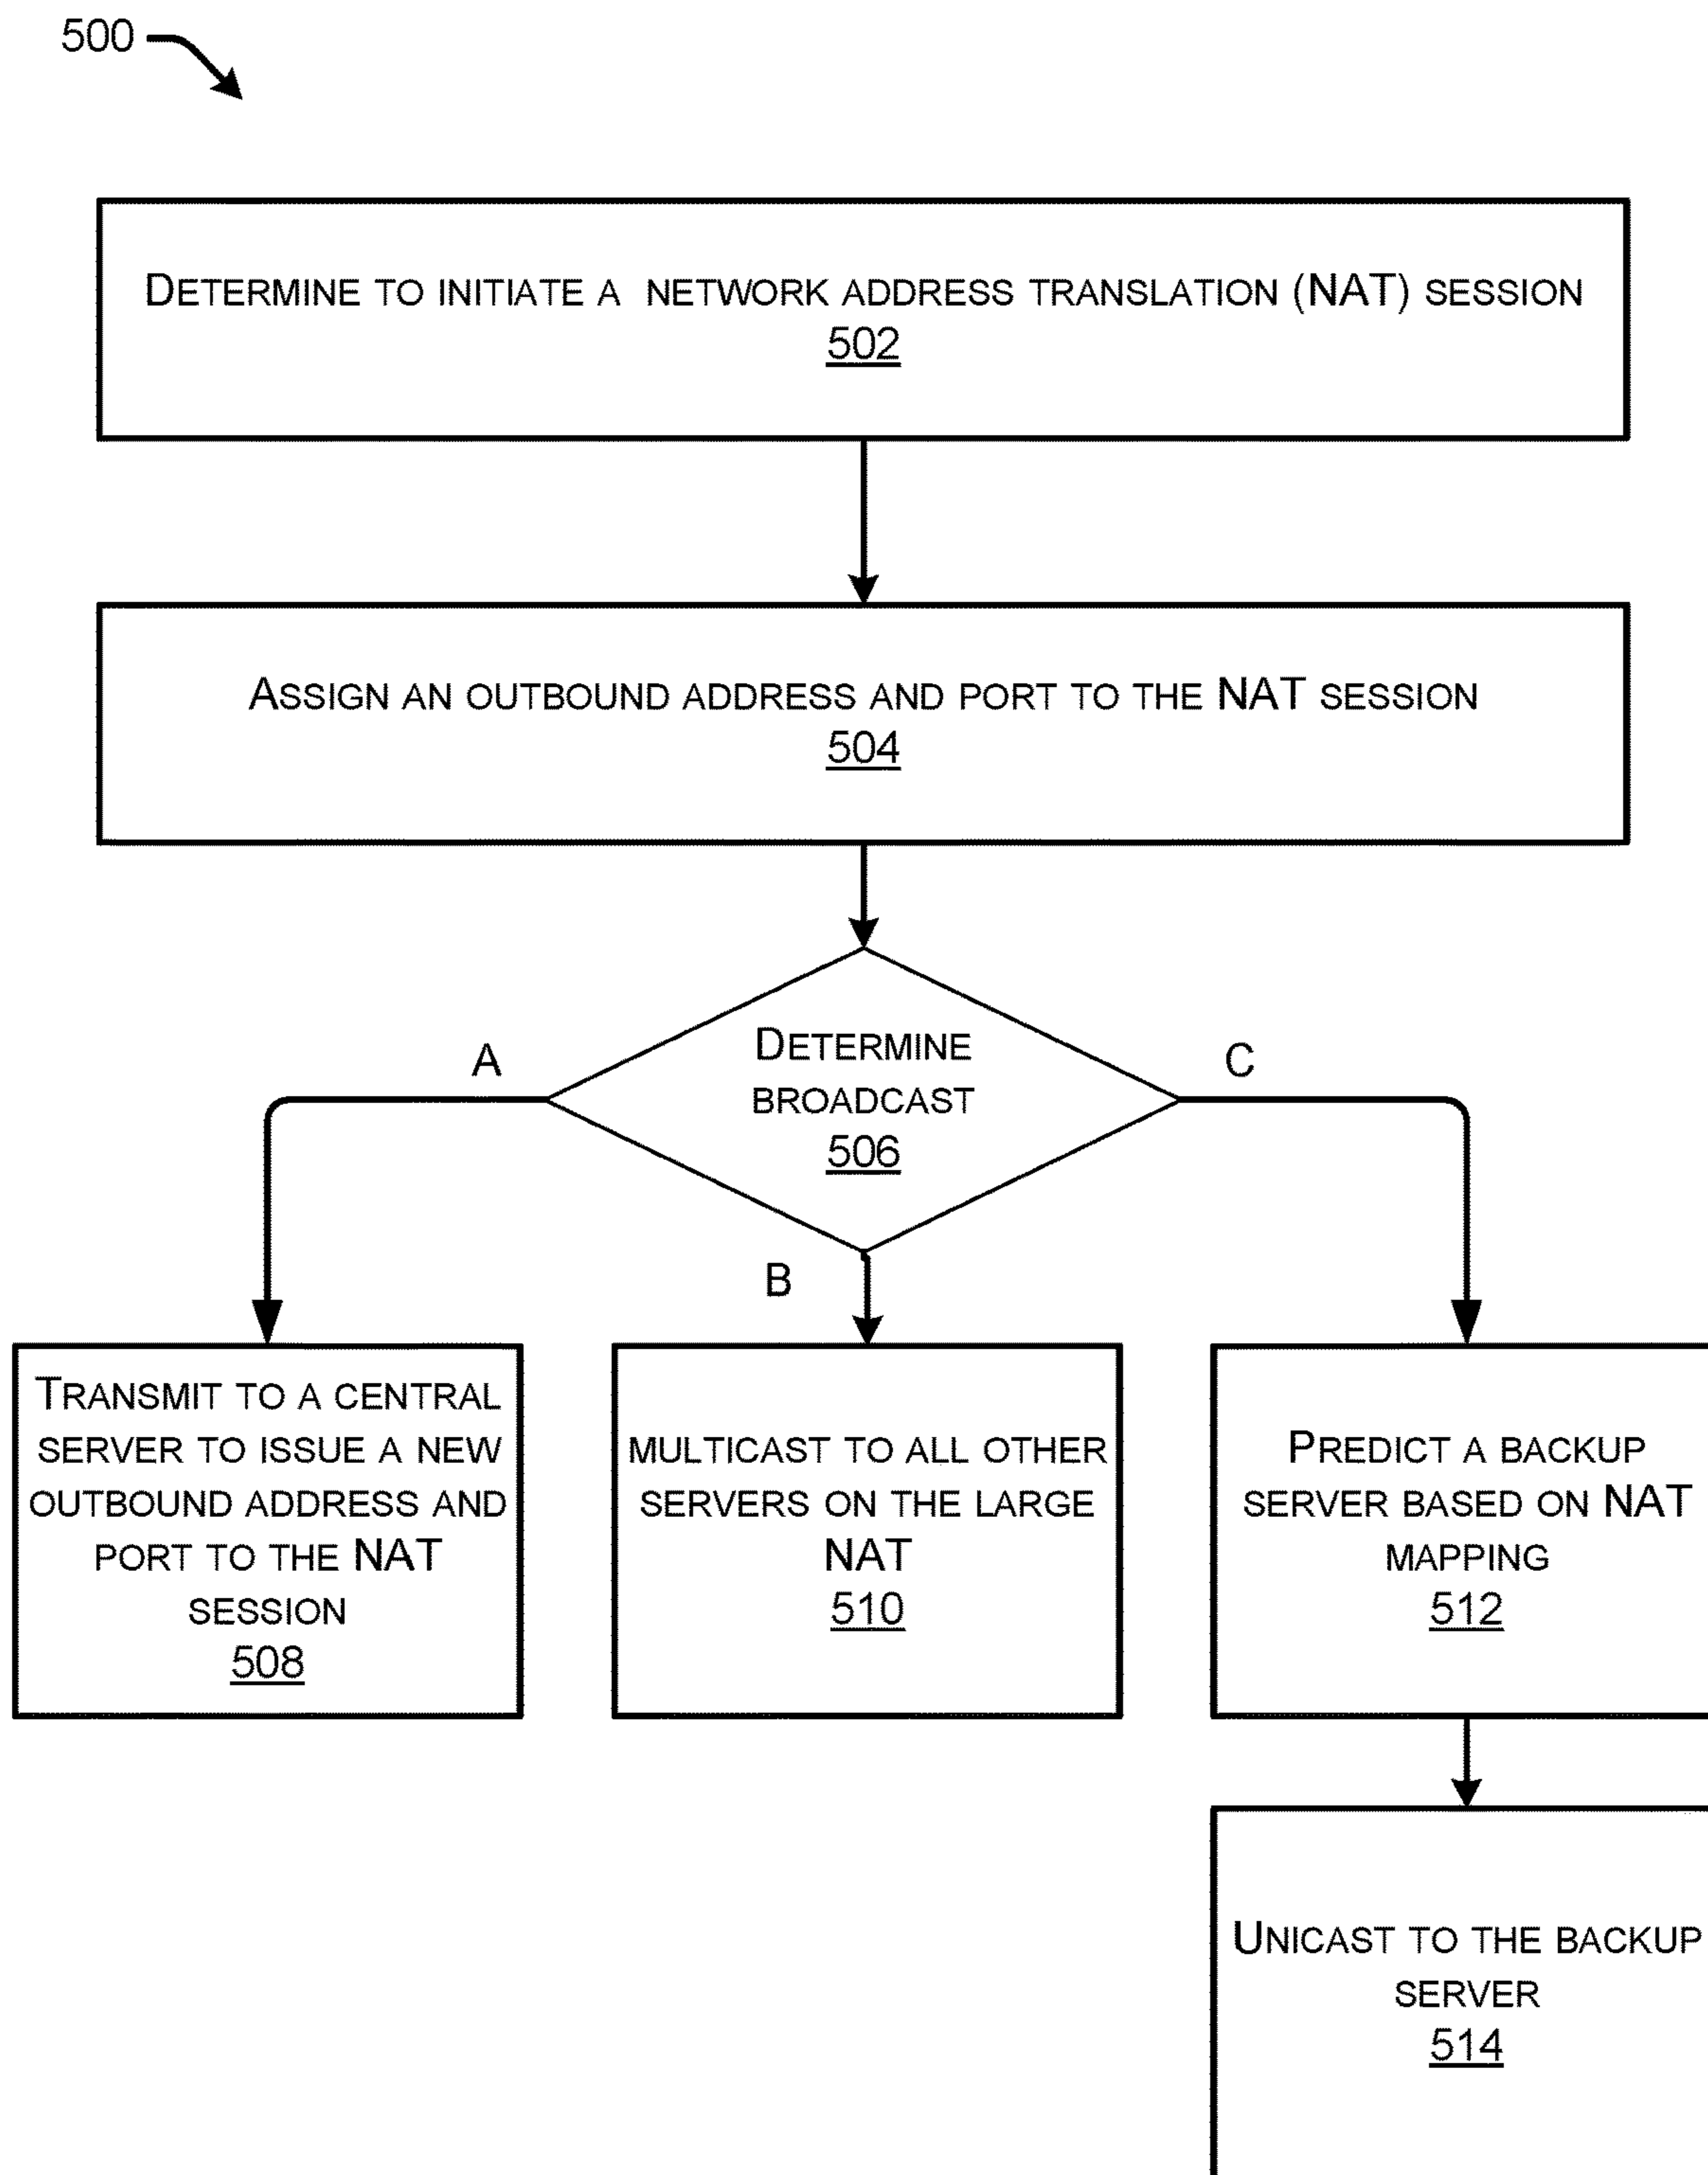 500
DETERMINE TO INITIATE A NETWORK ADDRESS TRANSLATION (NAT) SESSION
502
ASSIGN AN OUTBOUND ADDRESS AND PORT TO THE NAT SESSION
504
DETERMINE
BROADCAST
506
A
B
C
TRANSMIT TO A CENTRAL
SERVER TO ISSUE A NEW
OUTBOUND ADDRESS AND
PORT TO THE NAT
SESSION
508
MULTICAST TO ALL OTHER
SERVERS ON THE LARGE
NAT
510
PREDICT A BACKUP
SERVER BASED ON NAT
MAPPING
512
UNICAST TO THE BACKUP
SERVER
514